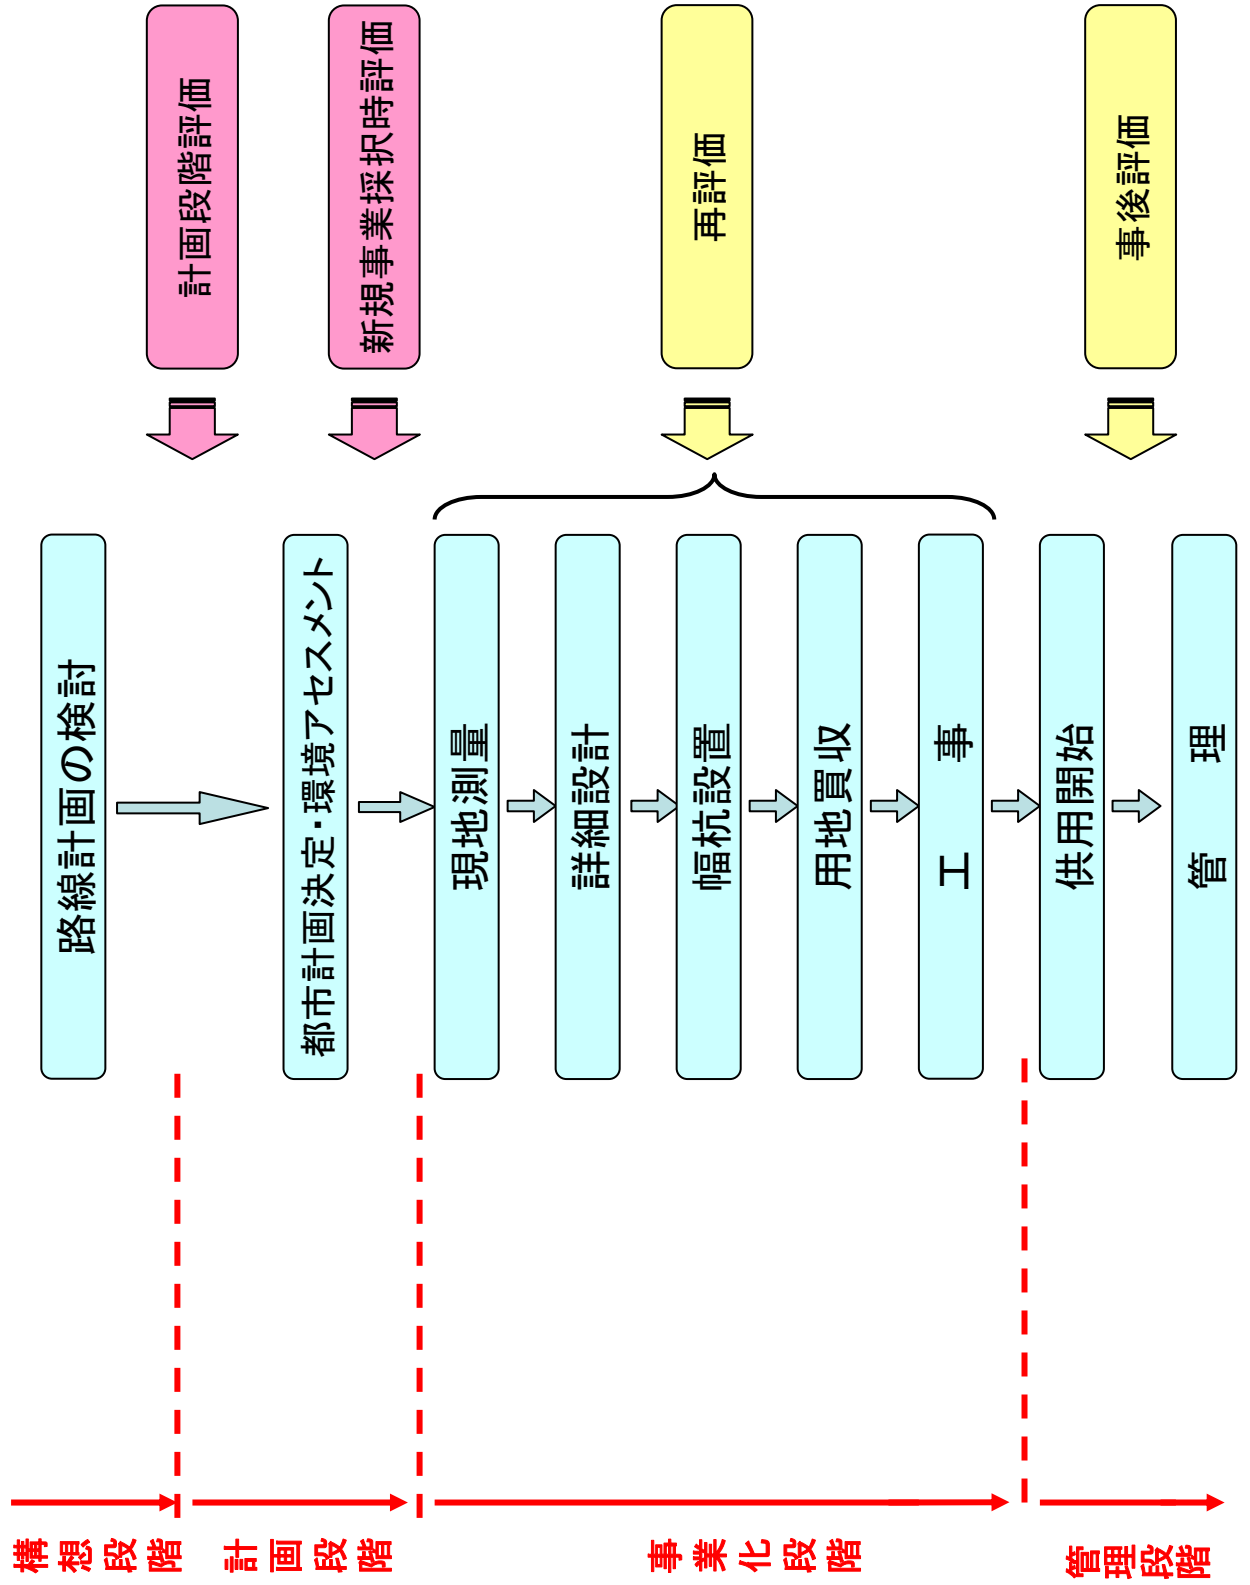 計画段階評価
新規事業採択時評価
再評価
事後評価
路線計画の検討
都市計画決定・環境アセスメント
現地測量
詳細設計
幅杭設置
用地買収
工事
供用開始
管理
構想段階
計画段階
事業化段階
管理段階